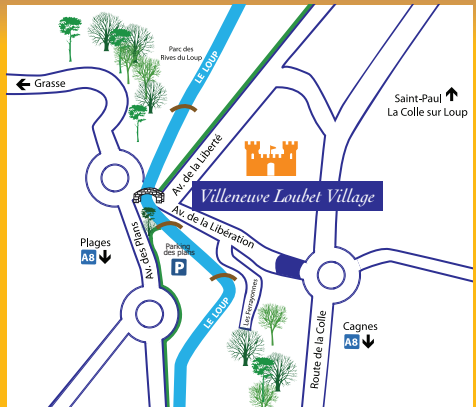 Parc des
Rives du Loup
LE LOUP
Grasse
Saint-Paul
La Colle sur Loup
Av. de la Liberté
Villeneuve Loubet Village
Av. de la Libération
Plages
A8
Av. des Plans
Parking
des plans
P
Les Ferrayonnes
LE LOUP
Route de la Colle
Cagnes
A8